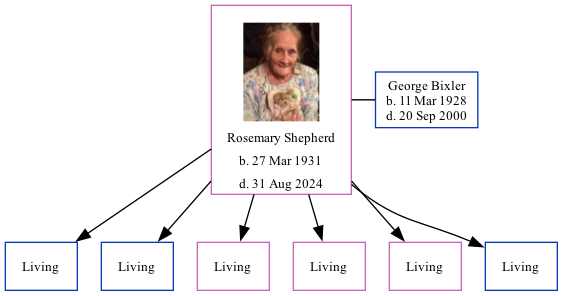 George Bixler
b. 11 Mar 1928
d. 20 Sep 2000
Rosemary Shepherd
b. 27 Mar 1931
d. 31 Aug 2024
Living
Living
Living
Living
Living
Living